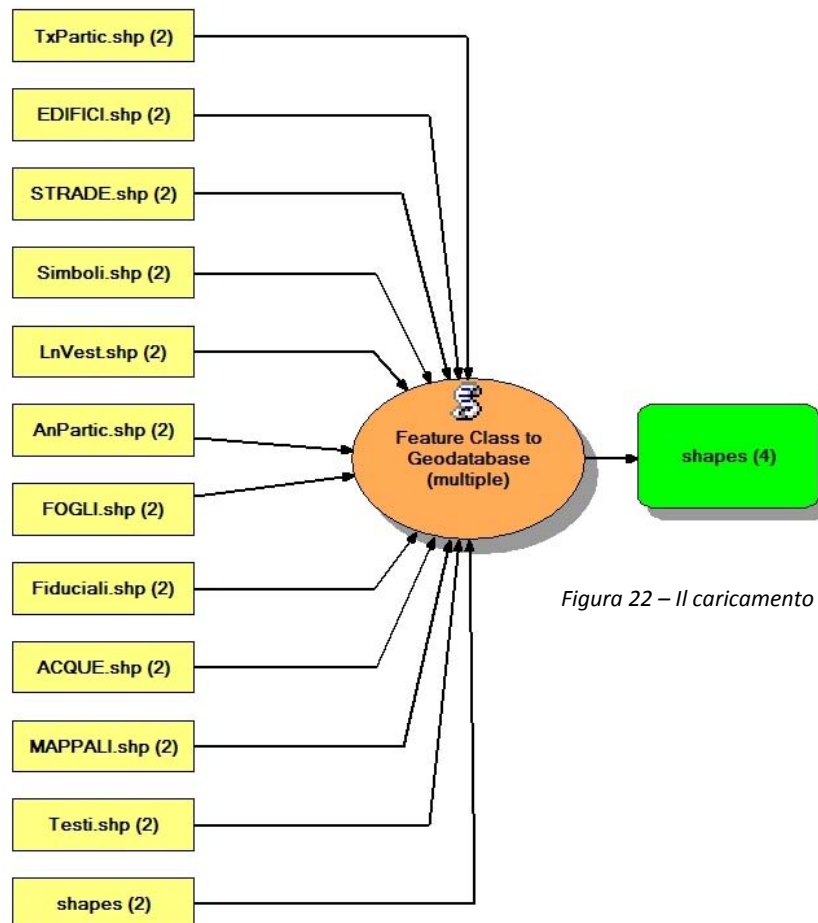 TxPartic.shp (2)
EDIFICI.shp (2)
STRADE.shp (2)
Simboli.shp (2)
LnVest.shp (2)
AnPartic.shp (2)
FOGLI.shp (2)
Fiduciali.shp (2)
ACQUE.shp (2)
MAPPALI.shp (2)
Testi.shp (2)
shapes (2)
Feature Class to
Geodatabase
(multiple)
shapes (4)
Figura 22 – Il caricamento